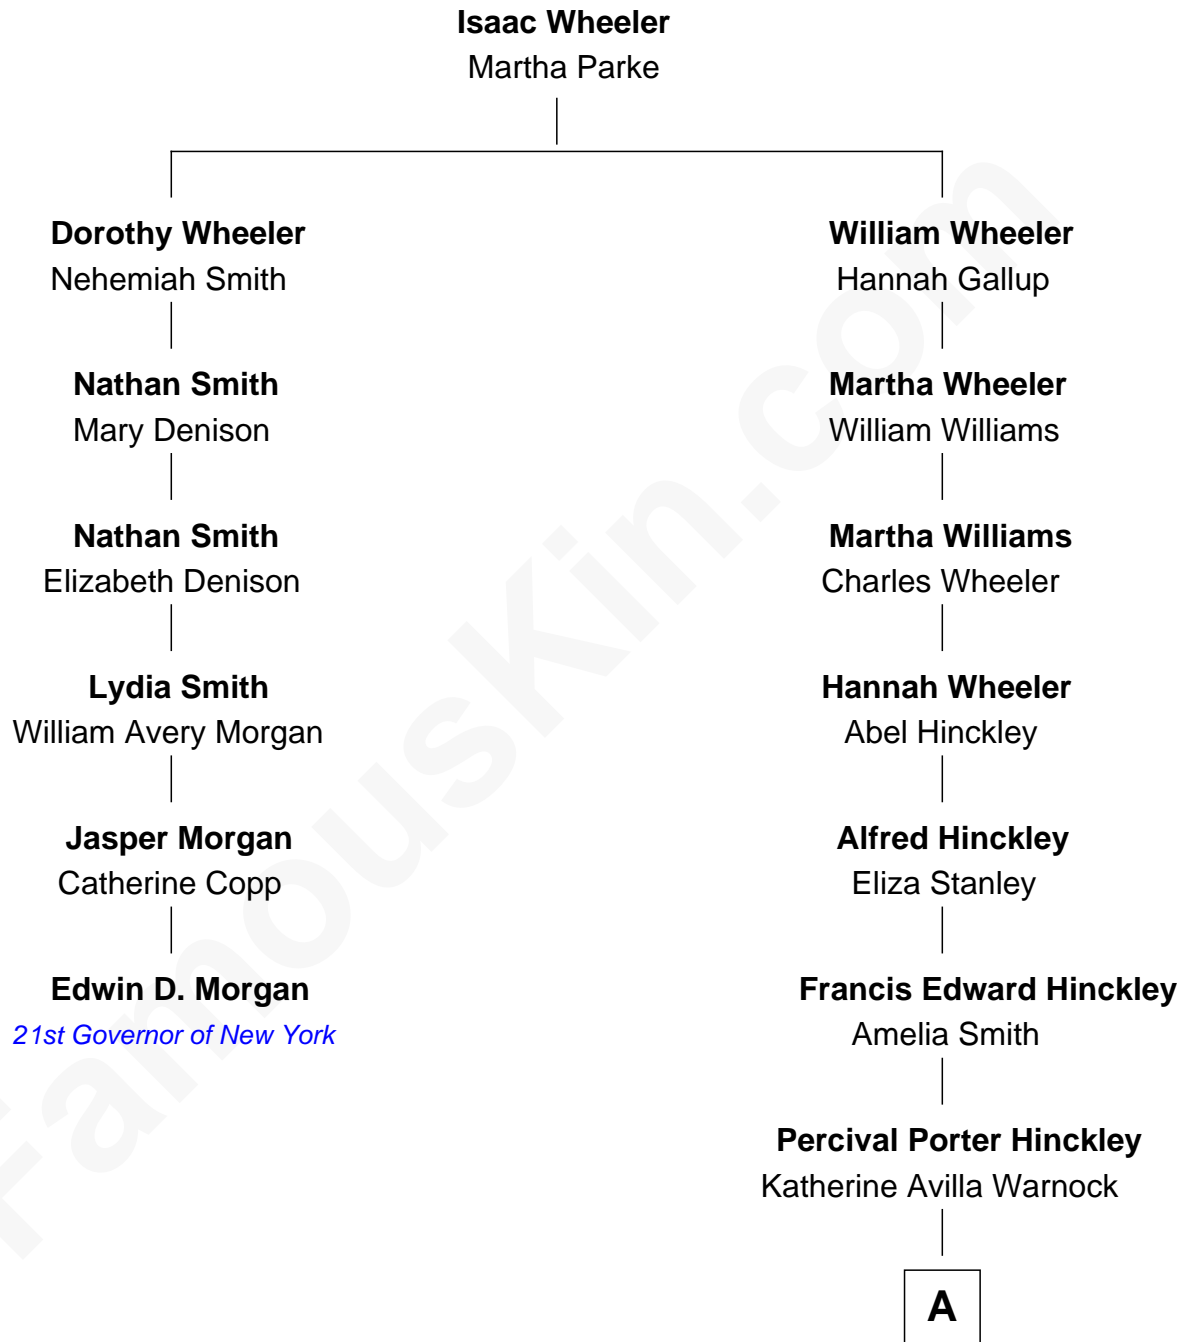 Isaac Wheeler
Martha Parke
Dorothy Wheeler
Nehemiah Smith
William Wheeler
Hannah Gallup
Nathan Smith
Mary Denison
Martha Wheeler
William Williams
Nathan Smith
Elizabeth Denison
Martha Williams
Charles Wheeler
Lydia Smith
William Avery Morgan
Hannah Wheeler
Abel Hinckley
Jasper Morgan
Catherine Copp
Alfred Hinckley
Eliza Stanley
Edwin D. Morgan
21st Governor of New York
Francis Edward Hinckley
Amelia Smith
Percival Porter Hinckley
Katherine Avilla Warnock
A
FamousKin.com